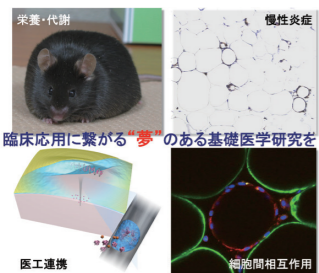 栄養・代謝
慢性炎症
臨床応用に繋がる“夢”のある基礎医学研究を
医工連携
細胞間相互作用